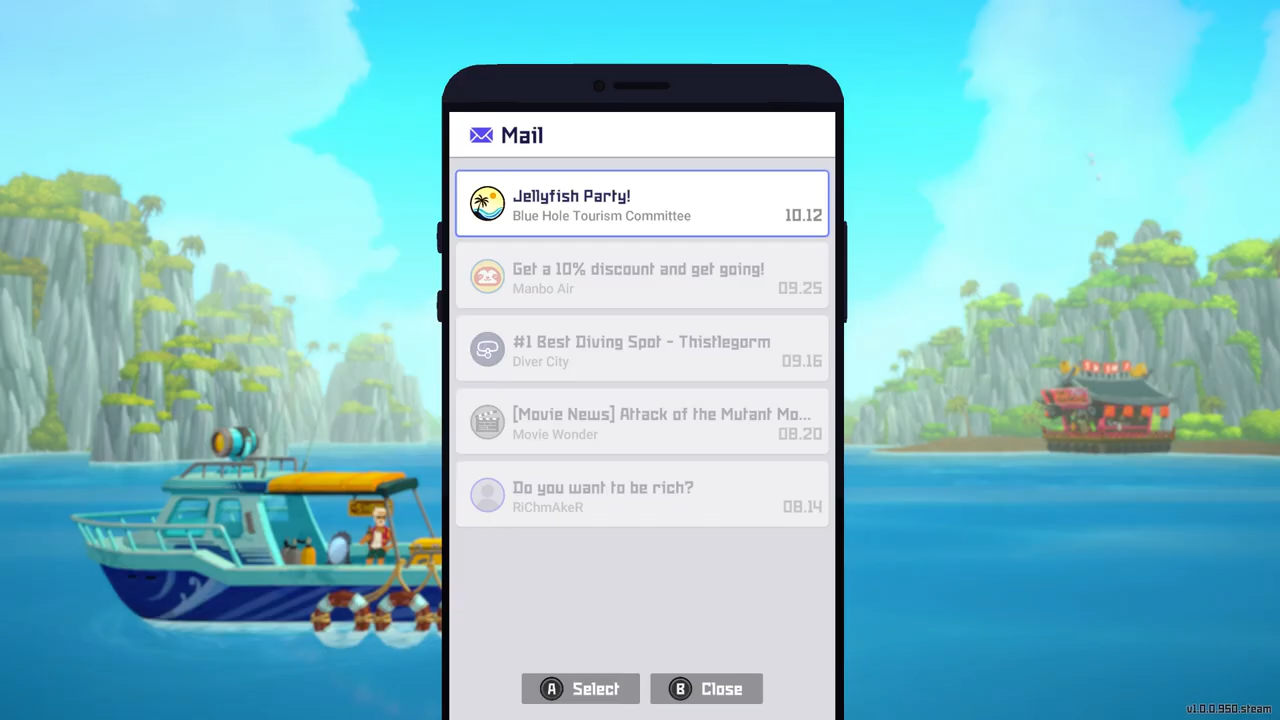 Mail
Jellyfish Party!
Blue Hole Tourism Committee
10.12
Get a 10% discount and get going!
Manbo Air
09.25
#1 Best Diving Spot - Thistlegorm
Diver City
09.16
[Movie News] Attack of the Mutant Mo...
Movie Wonder
08.20
Do you want to be rich?
RiChmAkeR
08.14
A Select
B Close
v1.0.0.950.steam